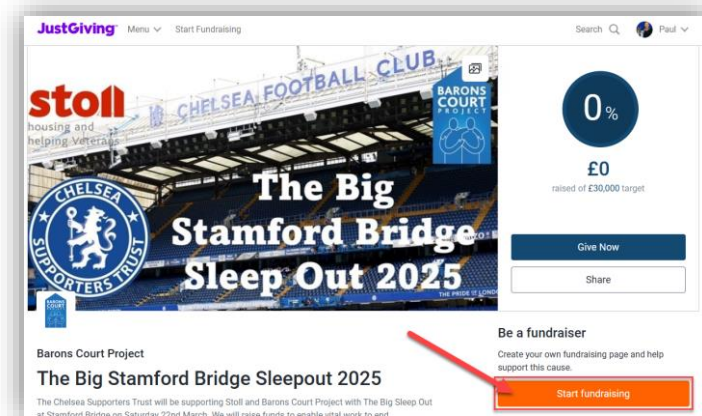 JustGiving Menu Start Fundraising Search Paul
stoll
housing and
helping Veterans
CHELSEA FOOTBALL CLUB
BARONS
COURT
PROJECT
CHELSEA
SUPPORTERS TRUST
The Big
Stamford Bridge
Sleep Out 2025
THE PRIDE OF LONDON
0 %
£0
raised of £30,000 target
Give Now
Share
BARONS
COURT
Barons Court Project
The Big Stamford Bridge Sleepout 2025
The Chelsea Supporters Trust will be supporting Stoll and Barons Court Project with The Big Sleep Out
at Stamford Bridge on Saturday 22nd March. We will raise funds to enable vital work to end
Be a fundraiser
Create your own fundraising page and help
support this cause.
Start fundraising